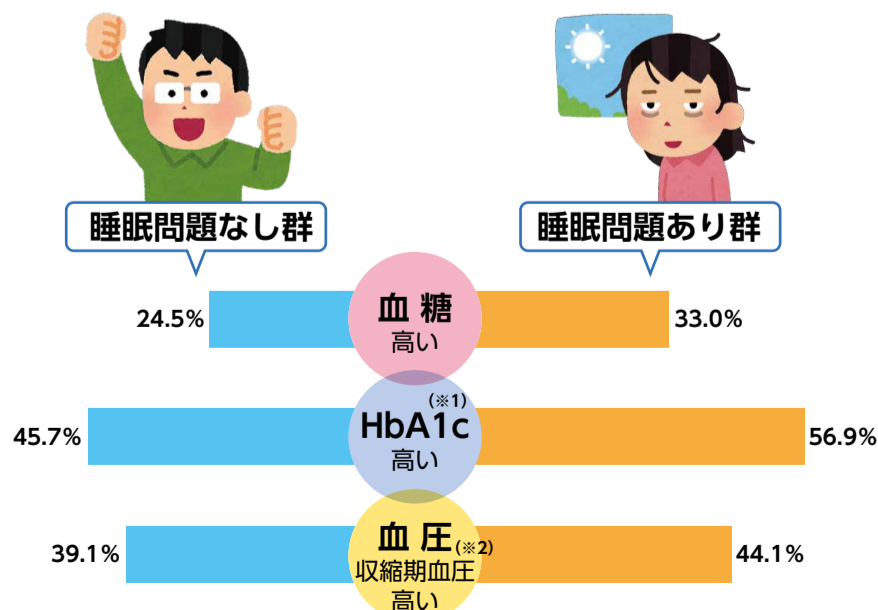 睡眠問題なし群
睡眠問題あり群
24.5%
血糖
高い
33.0%
45.7%
HbA1c(※1)
高い
56.9%
39.1%
血圧(※2)
収縮期血圧
高い
44.1%